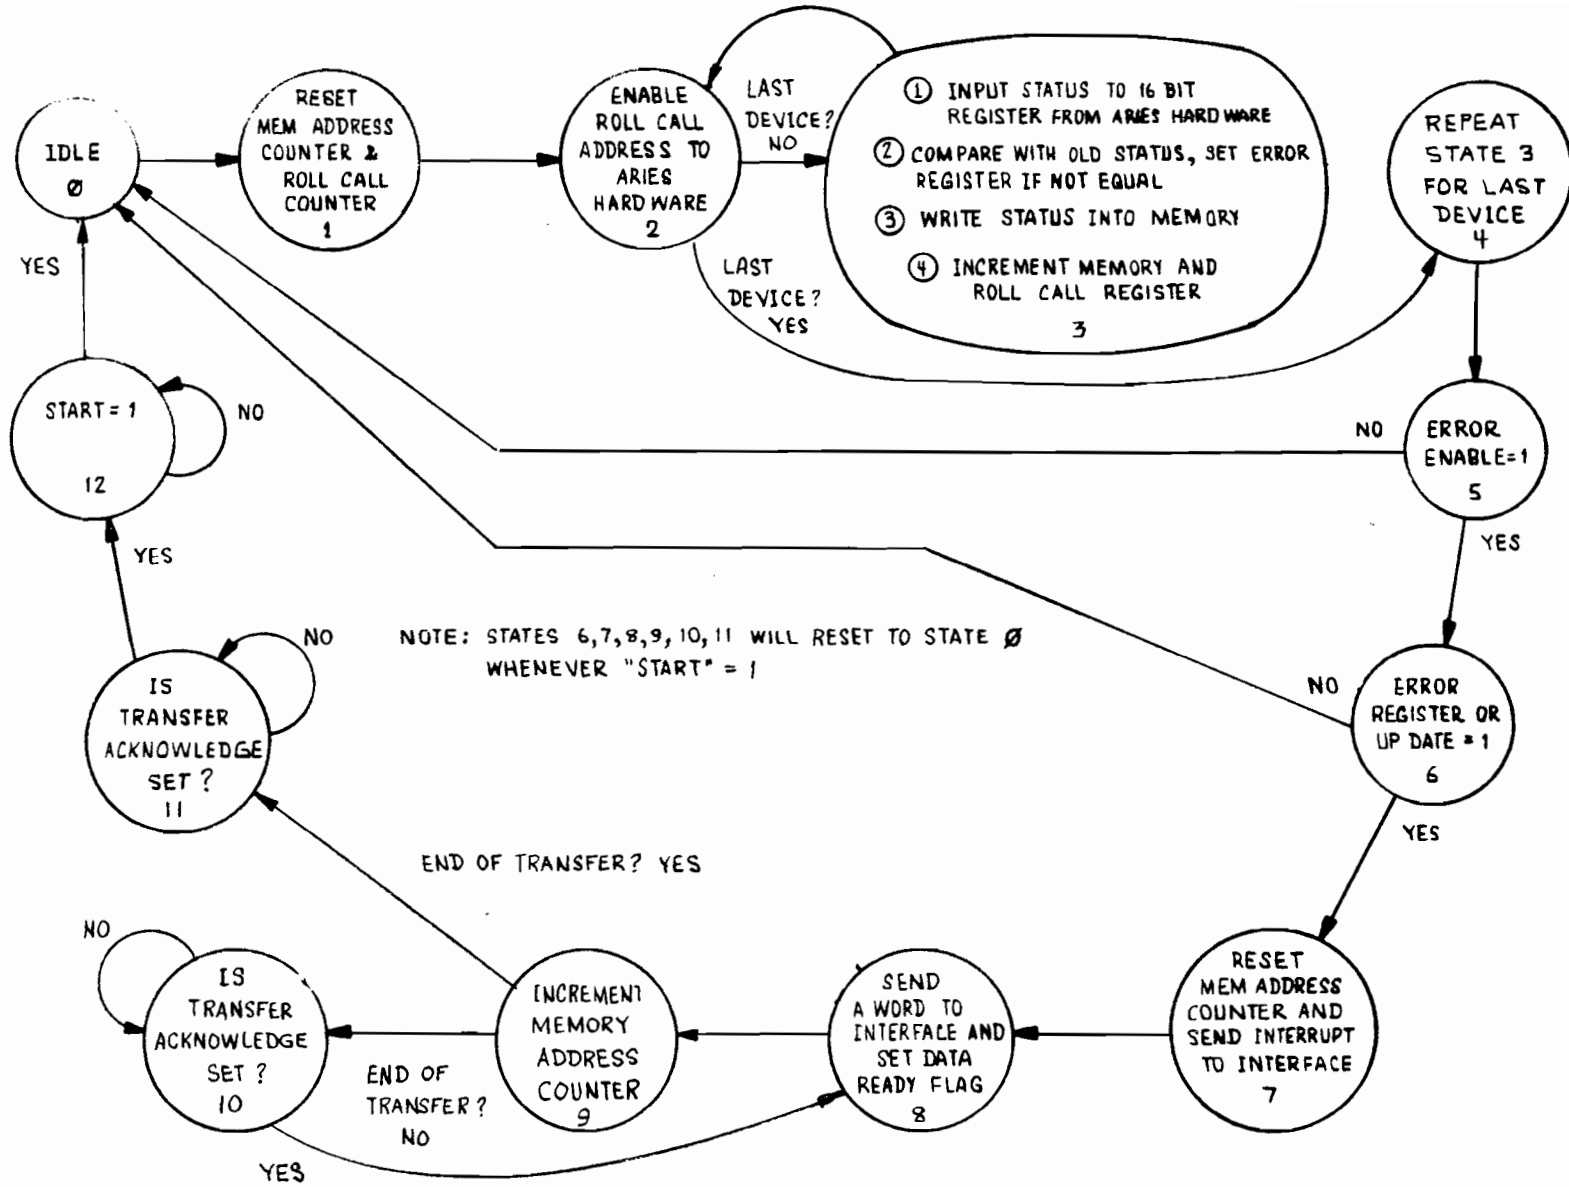 IDLE
Ø
RESET
MEM ADDRESS
COUNTER &
ROLL CALL
COUNTER
1
ENABLE
ROLL CALL
ADDRESS TO
ARIES
HARDWARE
2
LAST
DEVICE?
NO
① INPUT STATUS TO 16 BIT
REGISTER FROM ARIES HARDWARE
② COMPARE WITH OLD STATUS, SET ERROR
REGISTER IF NOT EQUAL
③ WRITE STATUS INTO MEMORY
④ INCREMENT MEMORY AND
ROLL CALL REGISTER
3
REPEAT
STATE 3
FOR LAST
DEVICE
4
LAST
DEVICE?
YES
YES
START = 1
12
NO
NO
ERROR
ENABLE=1
5
YES
YES
NOTE: STATES 6,7,8,9,10,11 WILL RESET TO STATE Ø
WHENEVER "START" = 1
NO
IS
TRANSFER
ACKNOWLEDGE
SET ?
11
NO
ERROR
REGISTER OR
UP DATE = 1
6
YES
END OF TRANSFER? YES
NO
IS
TRANSFER
ACKNOWLEDGE
SET ?
10
END OF
TRANSFER?
NO
YES
INCREMENT
MEMORY
ADDRESS
COUNTER
9
SEND
A WORD TO
INTERFACE AND
SET DATA
READY FLAG
8
RESET
MEM ADDRESS
COUNTER AND
SEND INTERRUPT
TO INTERFACE
7